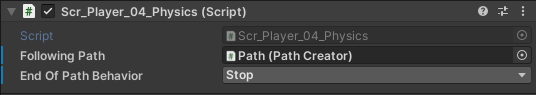 Scr_Player_04_Physics (Script)
Script Scr_Player_04_Physics
Following Path Path (Path Creator)
End Of Path Behavior Stop